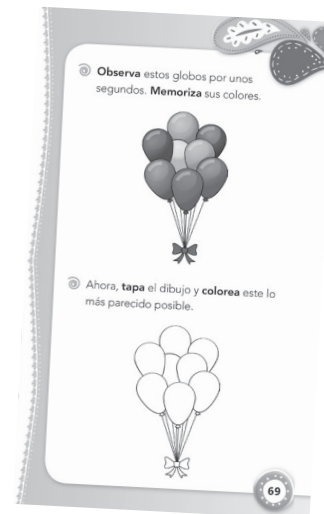 Observa estos globos por unos
segundos. Memoriza sus colores.
Ahora, tapa el dibujo y colorea este lo
más parecido posible.
69